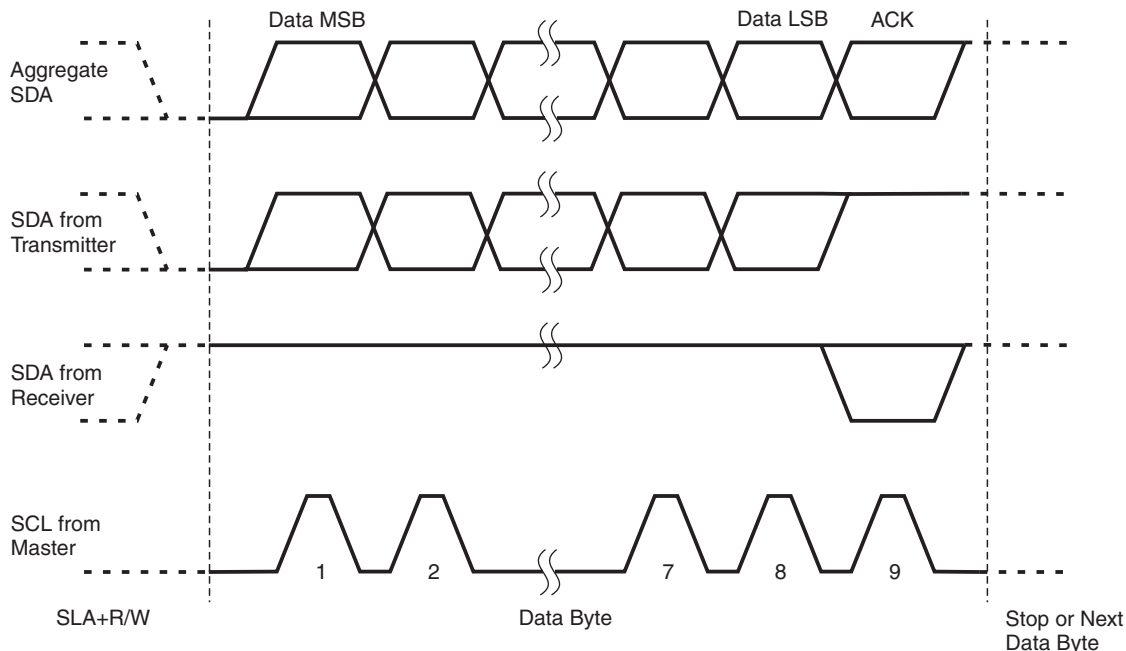 Data MSB
Data LSB
ACK
Aggregate
SDA
SDA from
Transmitter
SDA from
Receiver
SCL from
Master
1
2
7
8
9
SLA+R/W
Data Byte
Stop or Next
Data Byte